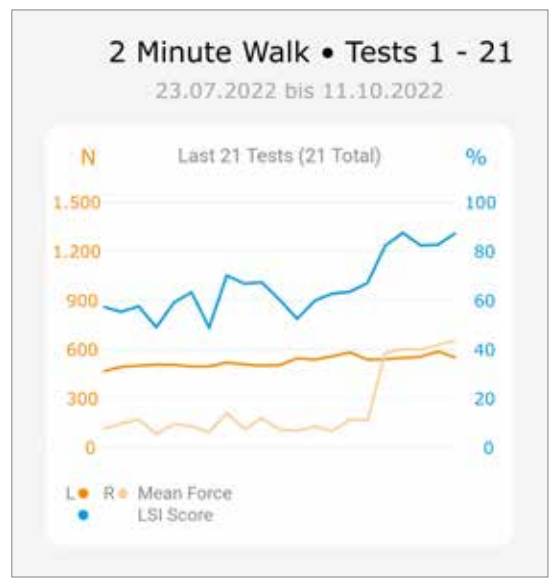 2 Minute Walk • Tests 1 - 21
23.07.2022 bis 11.10.2022
N Last 21 Tests (21 Total) %
1.500 100
1.200 80
900 60
600 40
300 20
0 0
L R Mean Force
LSI Score